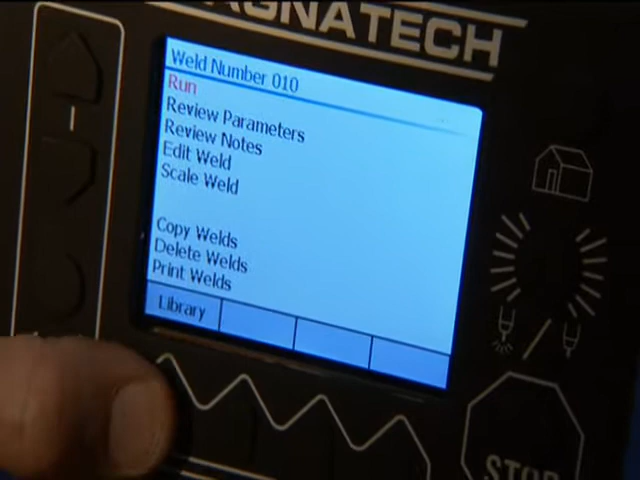 MAGNATECH
Weld Number 010
Run
Review Parameters
Review Notes
Edit Weld
Scale Weld
Copy Welds
Delete Welds
Print Welds
Library
STOP